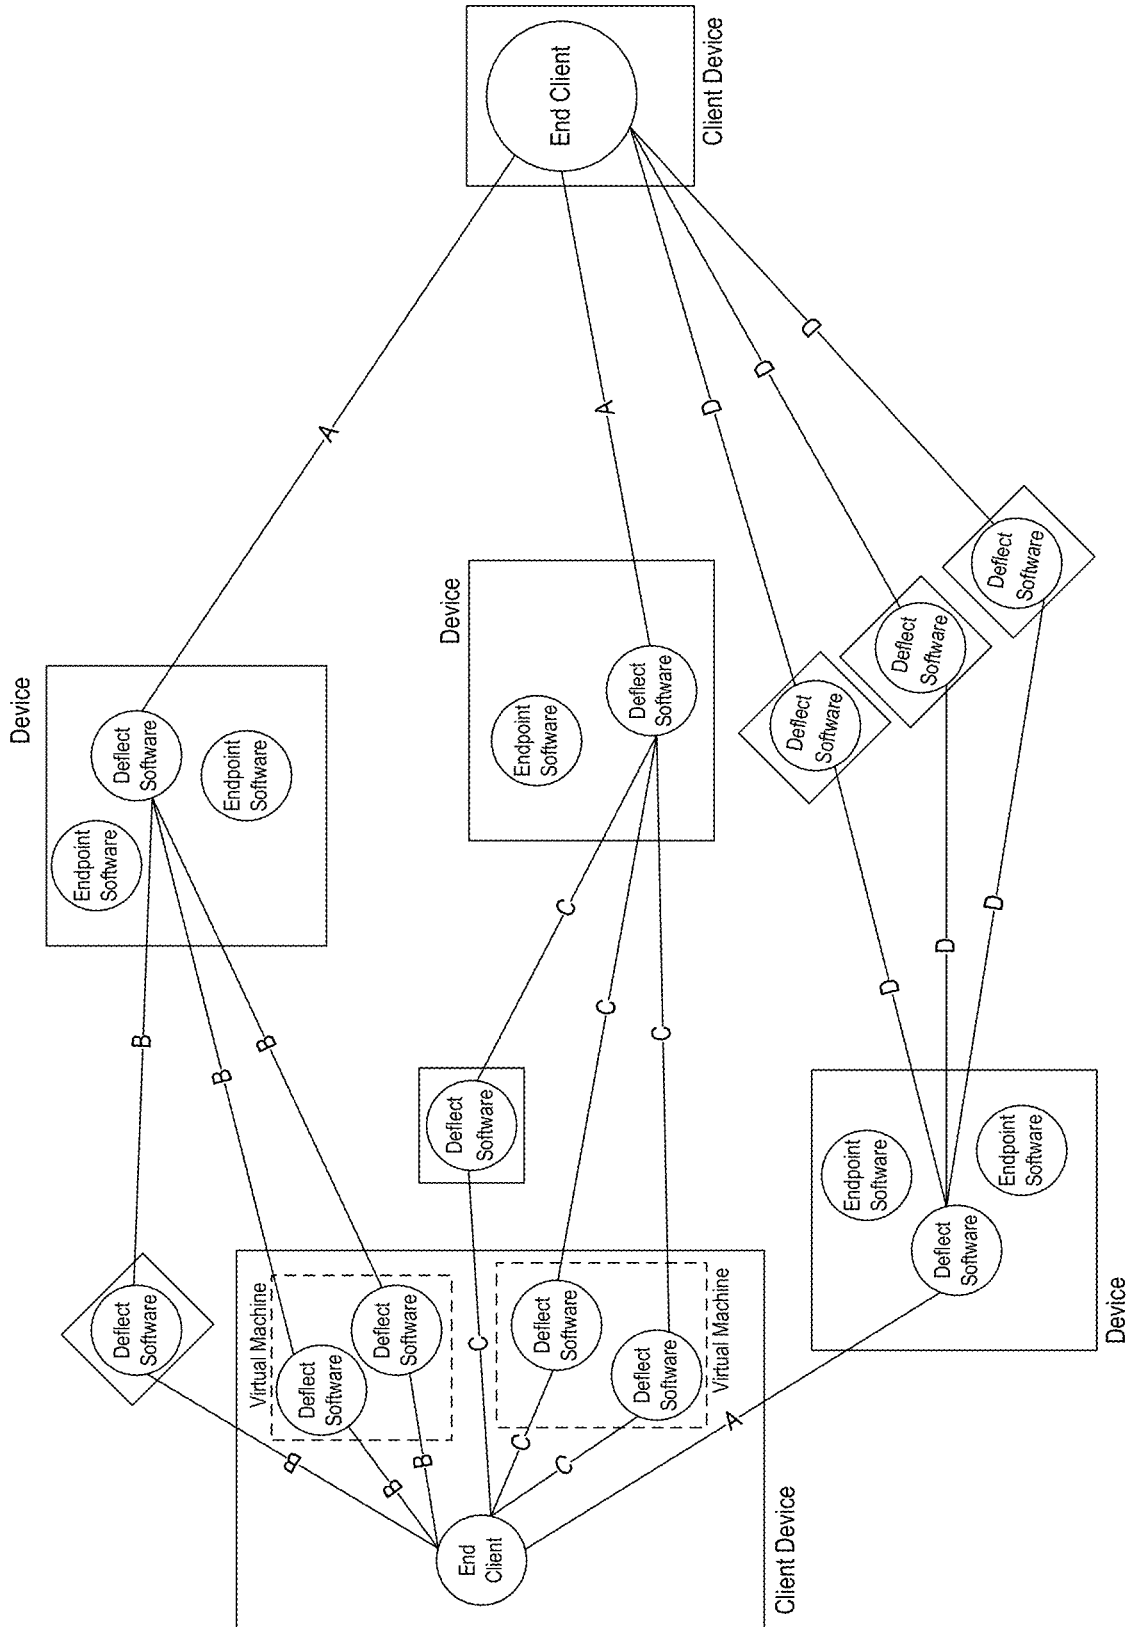 Device
Endpoint
Software
Deflect
Software
B
Deflect
Software
B
Endpoint
Software
Virtual Machine
B
B
Deflect
Software
A
Deflect
Software
B
B
Device
Deflect
Software
End
Client
C
C
Endpoint
Software
Deflect
Software
End Client
C
C
C
A
Deflect
Software
Deflect
Software
C
D
Client Device
Virtual Machine
A
D
Client Device
Deflect
Software
D
Endpoint
Software
D
Deflect
Software
Deflect
Software
D
D
Deflect
Software
Endpoint
Software
Device